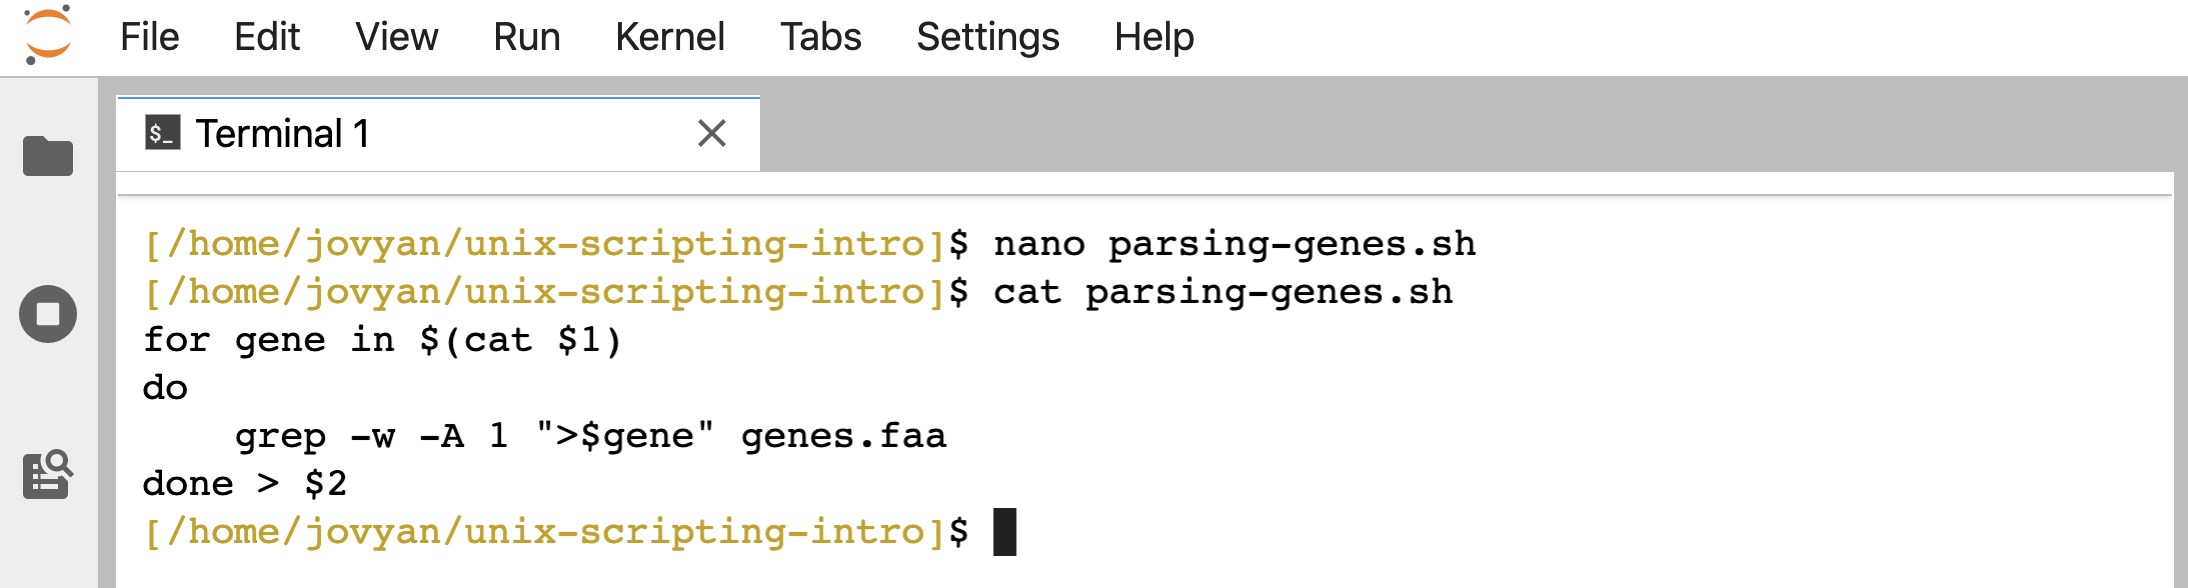 File Edit View Run Kernel Tabs Settings Help
$_ Terminal 1
[/home/jovyan/unix-scripting-intro]$ nano parsing-genes.sh
[/home/jovyan/unix-scripting-intro]$ cat parsing-genes.sh
for gene in $(cat $1)
do
    grep -w -A 1 ">$gene" genes.faa
done > $2
[/home/jovyan/unix-scripting-intro]$